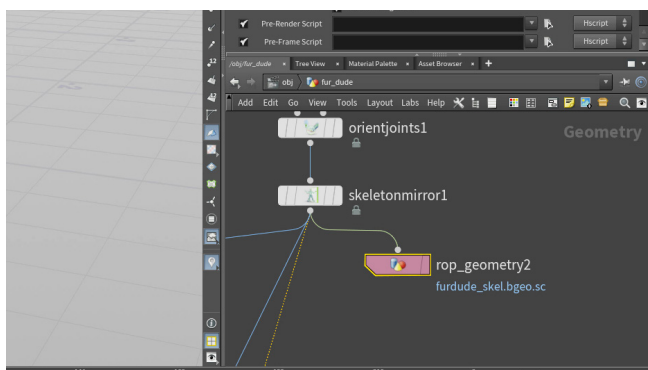 Pre-Render Script Hscript
Pre-Frame Script Hscript
/obj/fur_dude Tree View Material Palette Asset Browser +
obj fur_dude
Add Edit Go View Tools Layout Labs Help
orientjoints1
Geometry
skeletonmirror1
rop_geometry2
furdude_skel.bgeo.sc